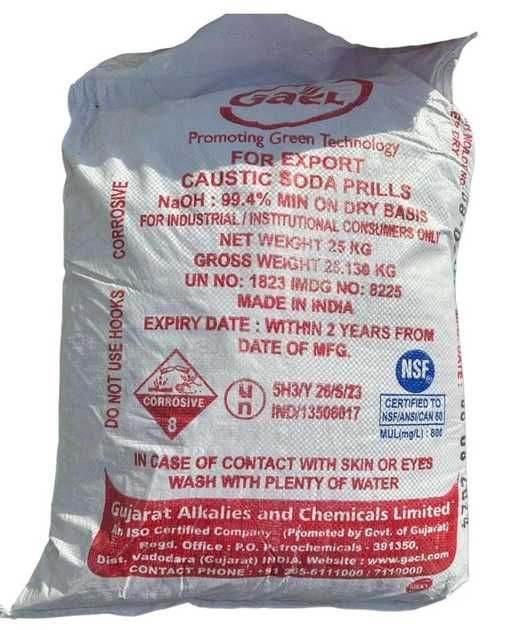 GACL
Promoting Green Technology
FOR EXPORT
CAUSTIC SODA PRILLS
NaOH : 99.4% MIN ON DRY BASIS
FOR INDUSTRIAL / INSTITUTIONAL CONSUMERS ONLY
NET WEIGHT 25 KG
GROSS WEIGHT 25.130 KG
UN NO: 1823 IMDG NO: 8225
MADE IN INDIA
EXPIRY DATE : WITHIN 2 YEARS FROM
DATE OF MFG.
CORROSIVE
DO NOT USE HOOKS
CORROSIVE
8
un
5H3/Y 26/S/23
IND/13506017
NSF
CERTIFIED TO
NSF/ANSI/CAN 60
MUL(mg/L) : 800
IN CASE OF CONTACT WITH SKIN OR EYES
WASH WITH PLENTY OF WATER
Gujarat Alkalies and Chemicals Limited
An ISO Certified Company (Promoted by Govt. of Gujarat)
Regd. Office : P.O. Petrochemicals - 391350,
Dist. Vadodara (Gujarat) INDIA. Website : www.gacl.com
CONTACT PHONE : +91 265-6111000 / 7119000